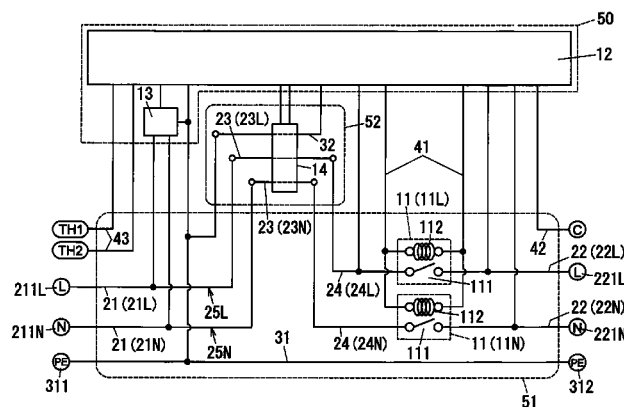 50
12
13
23 (23L)
52
32
14
41
23 (23N)
11 (11L)
112
C
TH1
TH2
43
42
22 (22L)
24 (24L)
111
L
221L
211L
L
21 (21L)
25L
112
22 (22N)
211N
N
N
221N
21 (21N)
25N
24 (24N)
111
11 (11N)
31
PE
311
PE
312
51